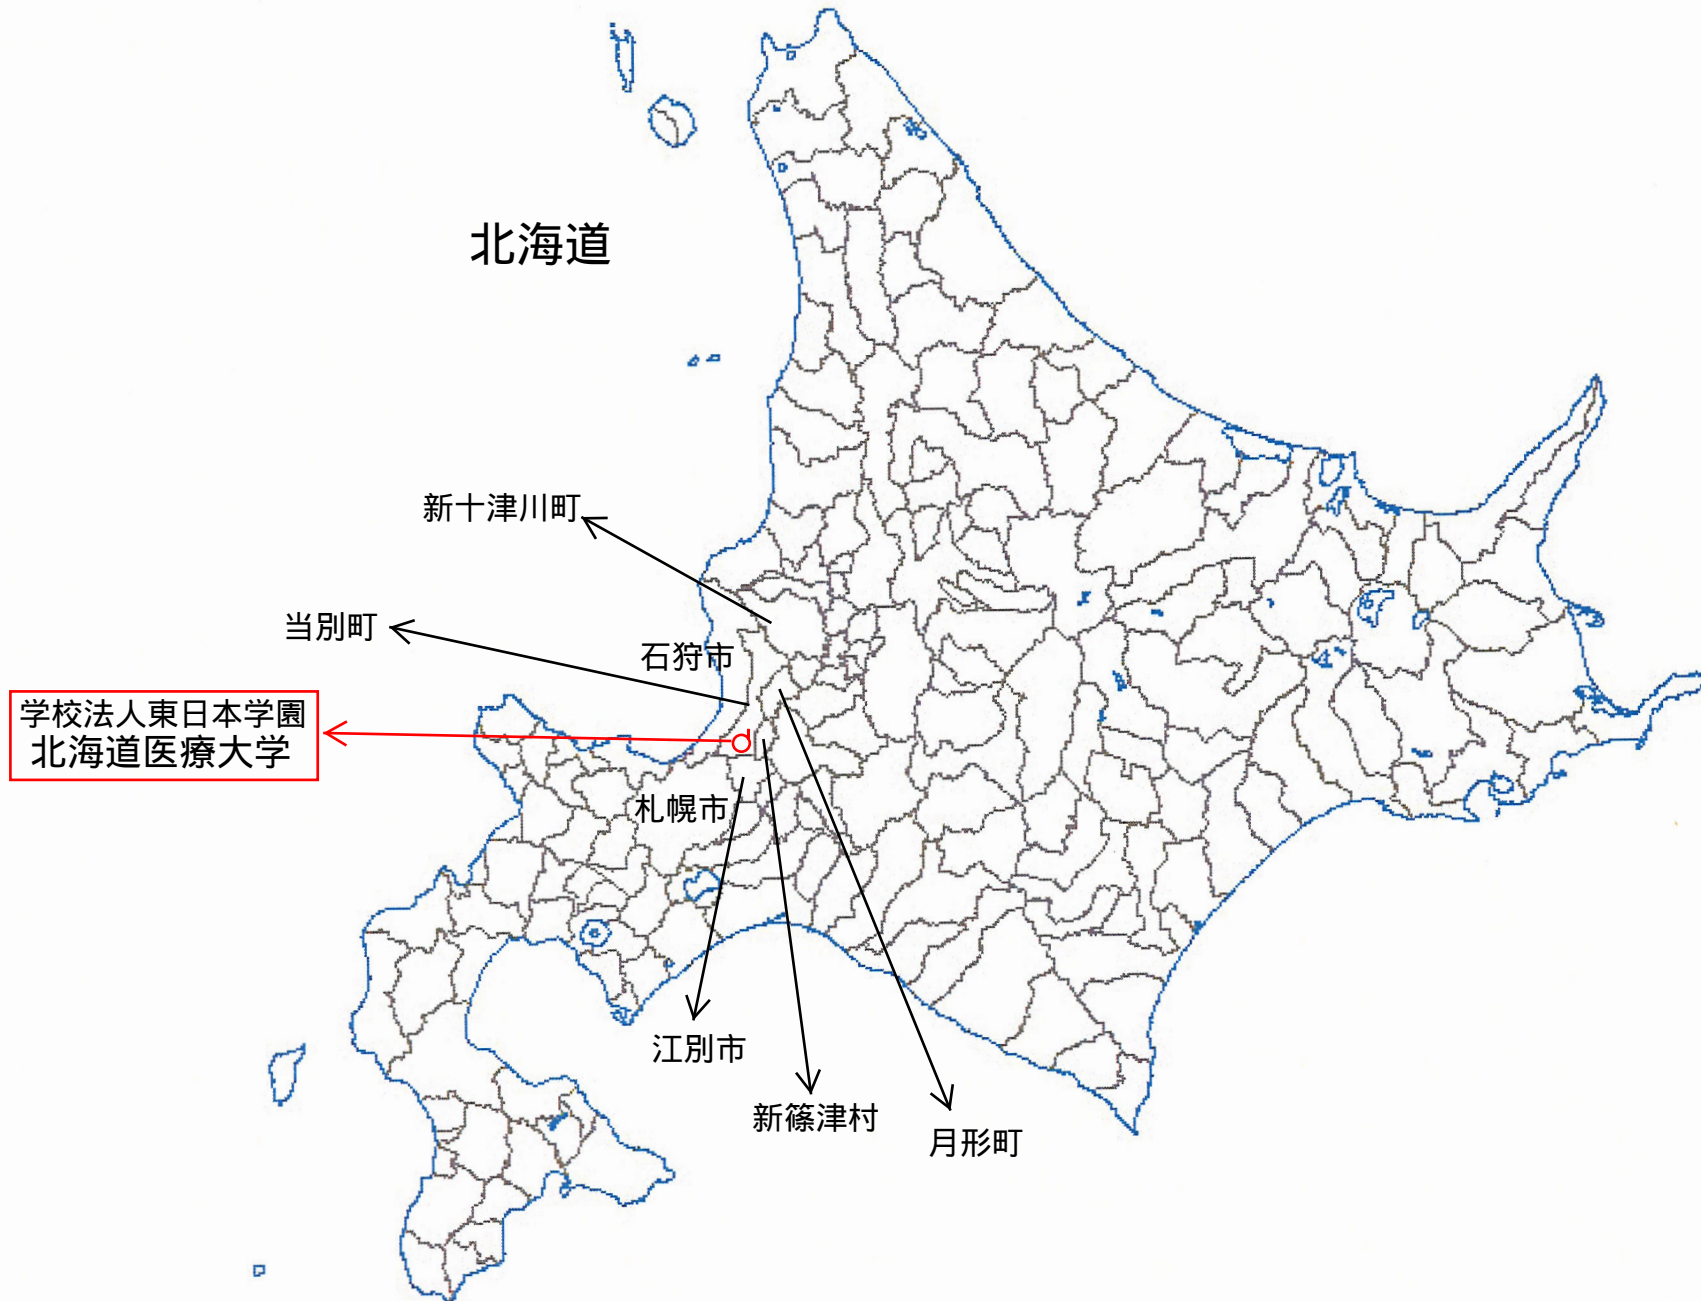 北海道
新十津川町
当別町
石狩市
学校法人東日本学園
北海道医療大学
札幌市
江別市
新篠津村
月形町